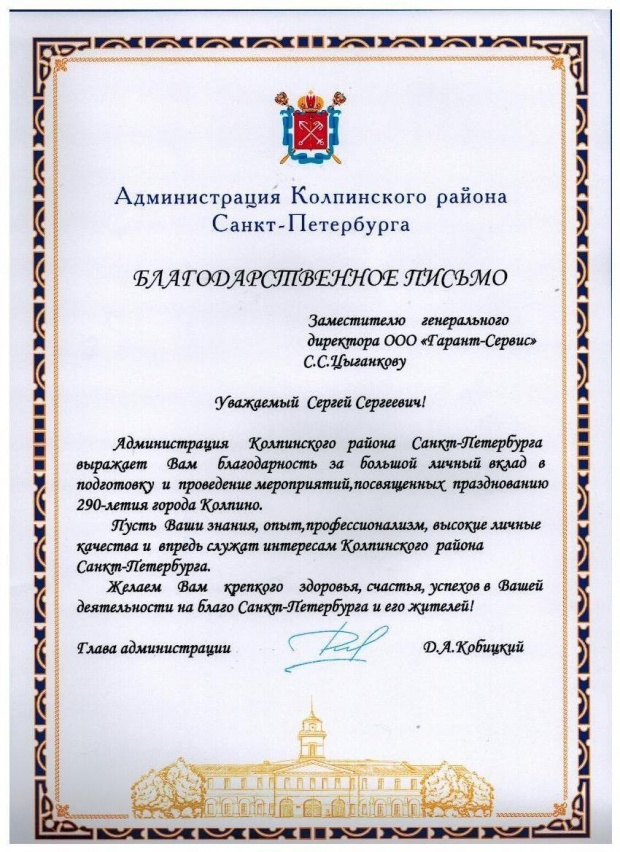 Администрация Колпинского района
Санкт-Петербурга
БЛАГОДАРСТВЕННОЕ ПИСЬМО
Заместителю генерального
директора ООО «Гарант-Сервис»
С.С.Цыганкову
Уважаемый Сергей Сергеевич!
Администрация Колпинского района Санкт-Петербурга
выражает Вам благодарность за большой личный вклад в
подготовку и проведение мероприятий,посвященных празднованию
290-летия города Колпино.
Пусть Ваши знания, опыт,профессионализм, высокие личные
качества и впредь служат интересам Колпинского района
Санкт-Петербурга.
Желаем Вам крепкого здоровья, счастья, успехов в Вашей
деятельности на благо Санкт-Петербурга и его жителей!
Глава администрации Д.А.Кобицкий